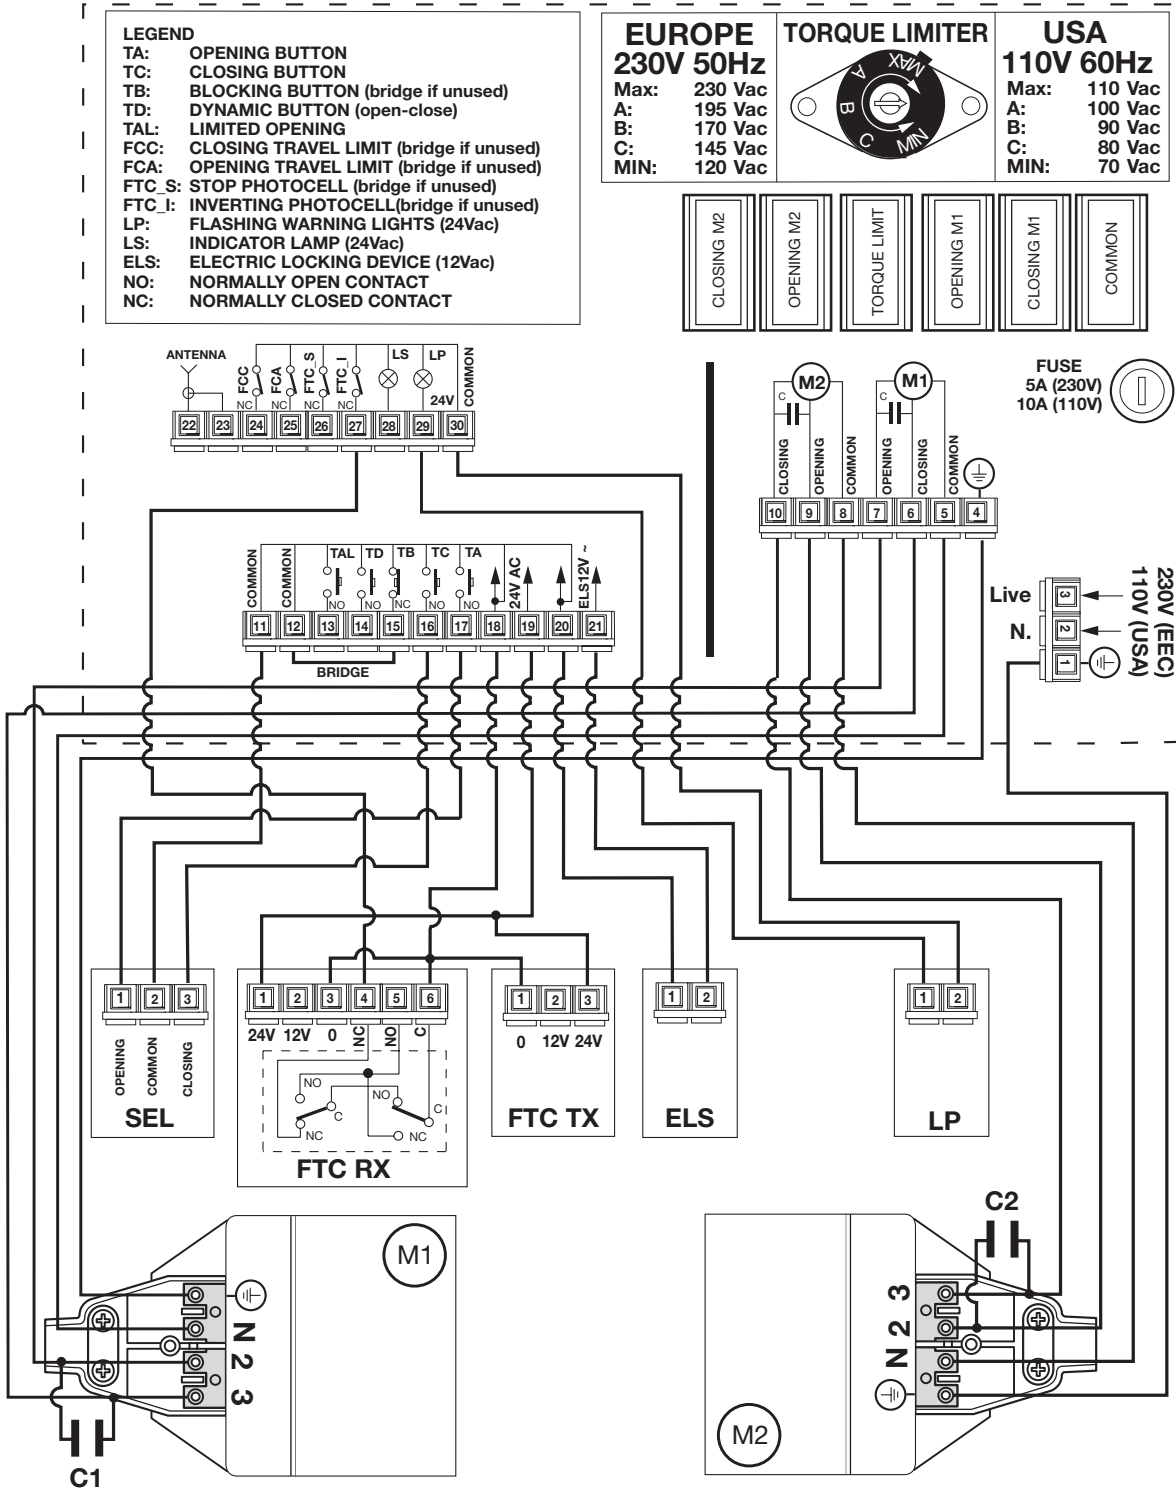 LEGEND
TA: OPENING BUTTON
TC: CLOSING BUTTON
TB: BLOCKING BUTTON (bridge if unused)
TD: DYNAMIC BUTTON (open-close)
TAL: LIMITED OPENING
FCC: CLOSING TRAVEL LIMIT (bridge if unused)
FCA: OPENING TRAVEL LIMIT (bridge if unused)
FTC_S: STOP PHOTOCELL (bridge if unused)
FTC_I: INVERTING PHOTOCELL(bridge if unused)
LP: FLASHING WARNING LIGHTS (24Vac)
LS: INDICATOR LAMP (24Vac)
ELS: ELECTRIC LOCKING DEVICE (12Vac)
NO: NORMALLY OPEN CONTACT
NC: NORMALLY CLOSED CONTACT
EUROPE
230V 50Hz
Max: 230 Vac
A: 195 Vac
B: 170 Vac
C: 145 Vac
MIN: 120 Vac
TORQUE LIMITER
MAX
A
B
C
MIN
USA
110V 60Hz
Max: 110 Vac
A: 100 Vac
B: 90 Vac
C: 80 Vac
MIN: 70 Vac
CLOSING M2
OPENING M2
TORQUE LIMIT
OPENING M1
CLOSING M1
COMMON
ANTENNA
FCC
FCA
FTC_S
FTC_I
LS
LP
COMMON
NC NC NC NC 24V
22 23 24 25 26 27 28 29 30
M2
M1
C
C
CLOSING
OPENING
COMMON
OPENING
CLOSING
COMMON
10 9 8 7 6 5 4
FUSE
5A (230V)
10A (110V)
COMMON
COMMON
TAL TD TB TC TA
24V AC
ELS12V ~
NO NO NC NO NO
11 12 13 14 15 16 17 18 19 20 21
BRIDGE
Live
N.
3
2
1
230V (EEC)
110V (USA)
1 2 3
OPENING
COMMON
CLOSING
SEL
1 2 3 4 5 6
24V 12V 0 NC NO C
NO
C
NC
NO
C
NC
FTC RX
1 2 3
0 12V 24V
FTC TX
1 2
ELS
1 2
LP
M1
N 2 3
C1
C2
3
2
N
M2